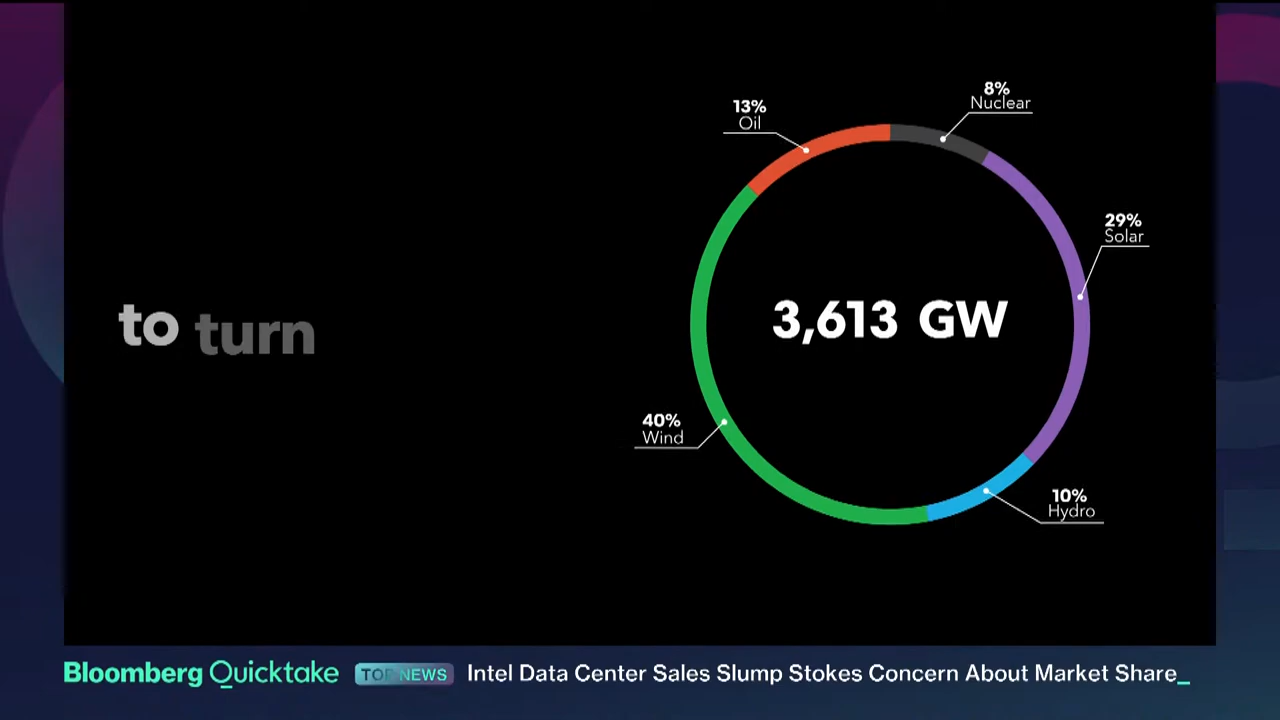 to turn
13%
Oil
8%
Nuclear
29%
Solar
3,613 GW
40%
Wind
10%
Hydro
Bloomberg Quicktake TOP NEWS Intel Data Center Sales Slump Stokes Concern About Market Share_